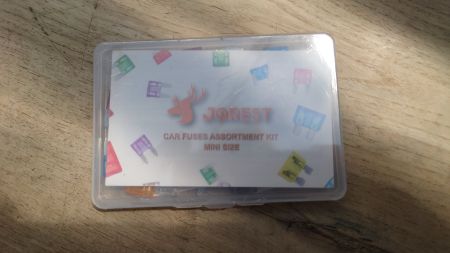 JOREST
CAR FUSES ASSORTMENT KIT
MINI SIZE